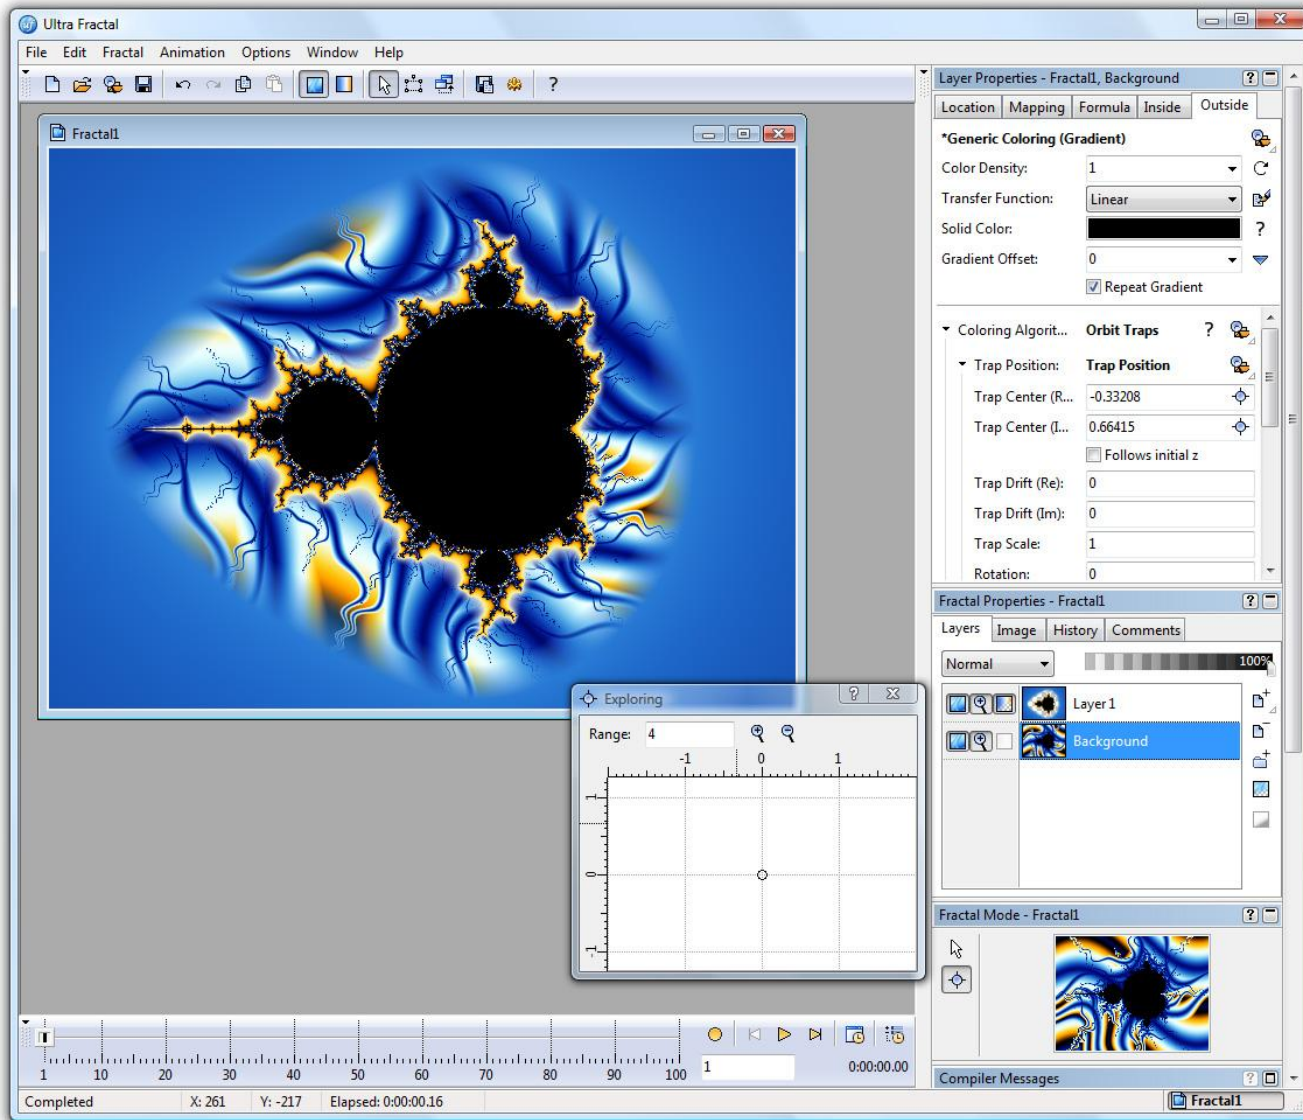 Ultra Fractal
File Edit Fractal Animation Options Window Help
?
Fractal1
Layer Properties - Fractal1, Background ?
Location Mapping Formula Inside Outside
*Generic Coloring (Gradient)
Color Density: 1
Transfer Function: Linear
Solid Color: ?
Gradient Offset: 0
Repeat Gradient
Coloring Algorit... Orbit Traps ?
Trap Position: Trap Position
Trap Center (R... -0.33208
Trap Center (I... 0.66415
Follows initial z
Trap Drift (Re): 0
Trap Drift (Im): 0
Trap Scale: 1
Rotation: 0
Fractal Properties - Fractal1 ?
Layers Image History Comments
Normal 100%
Layer 1
Background
Exploring ?
Range: 4
-1 0 1
1
0
-1
Fractal Mode - Fractal1 ?
1 10 20 30 40 50 60 70 80 90 100
1 0:00:00.00
Compiler Messages ?
Completed X: 261 Y: -217 Elapsed: 0:00:00.16 Fractal1